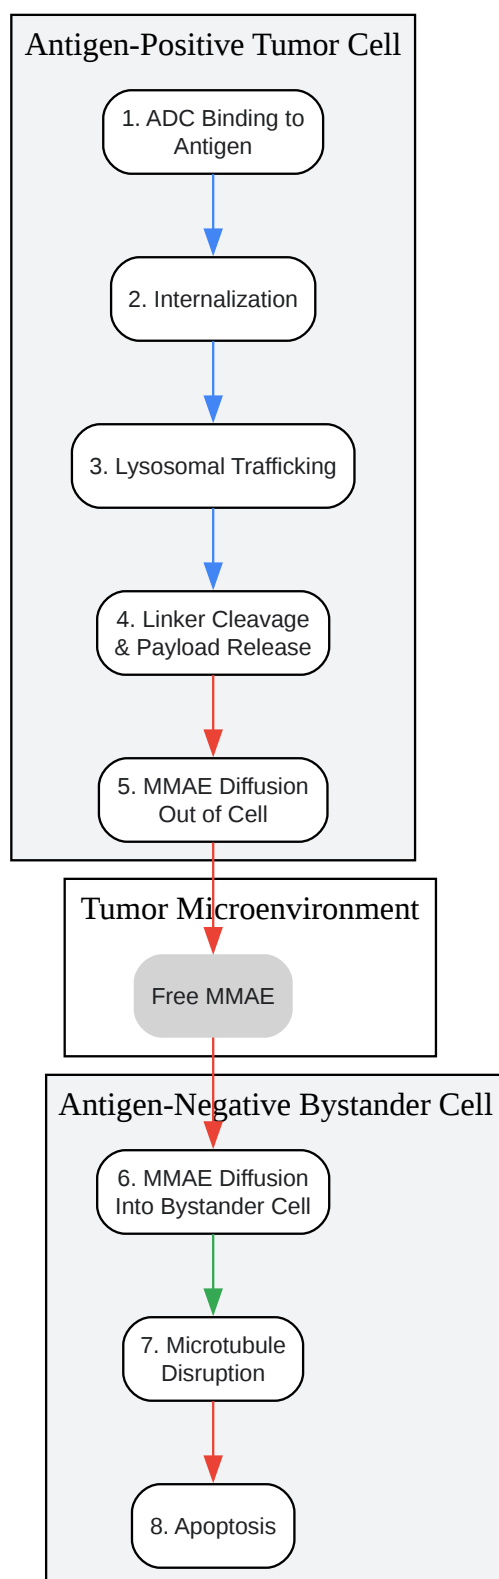 Antigen-Positive Tumor Cell
1. ADC Binding to
Antigen
2. Internalization
3. Lysosomal Trafficking
4. Linker Cleavage
& Payload Release
5. MMAE Diffusion
Out of Cell
Tumor Microenvironment
Free MMAE
Antigen-Negative Bystander Cell
6. MMAE Diffusion
Into Bystander Cell
7. Microtubule
Disruption
8. Apoptosis